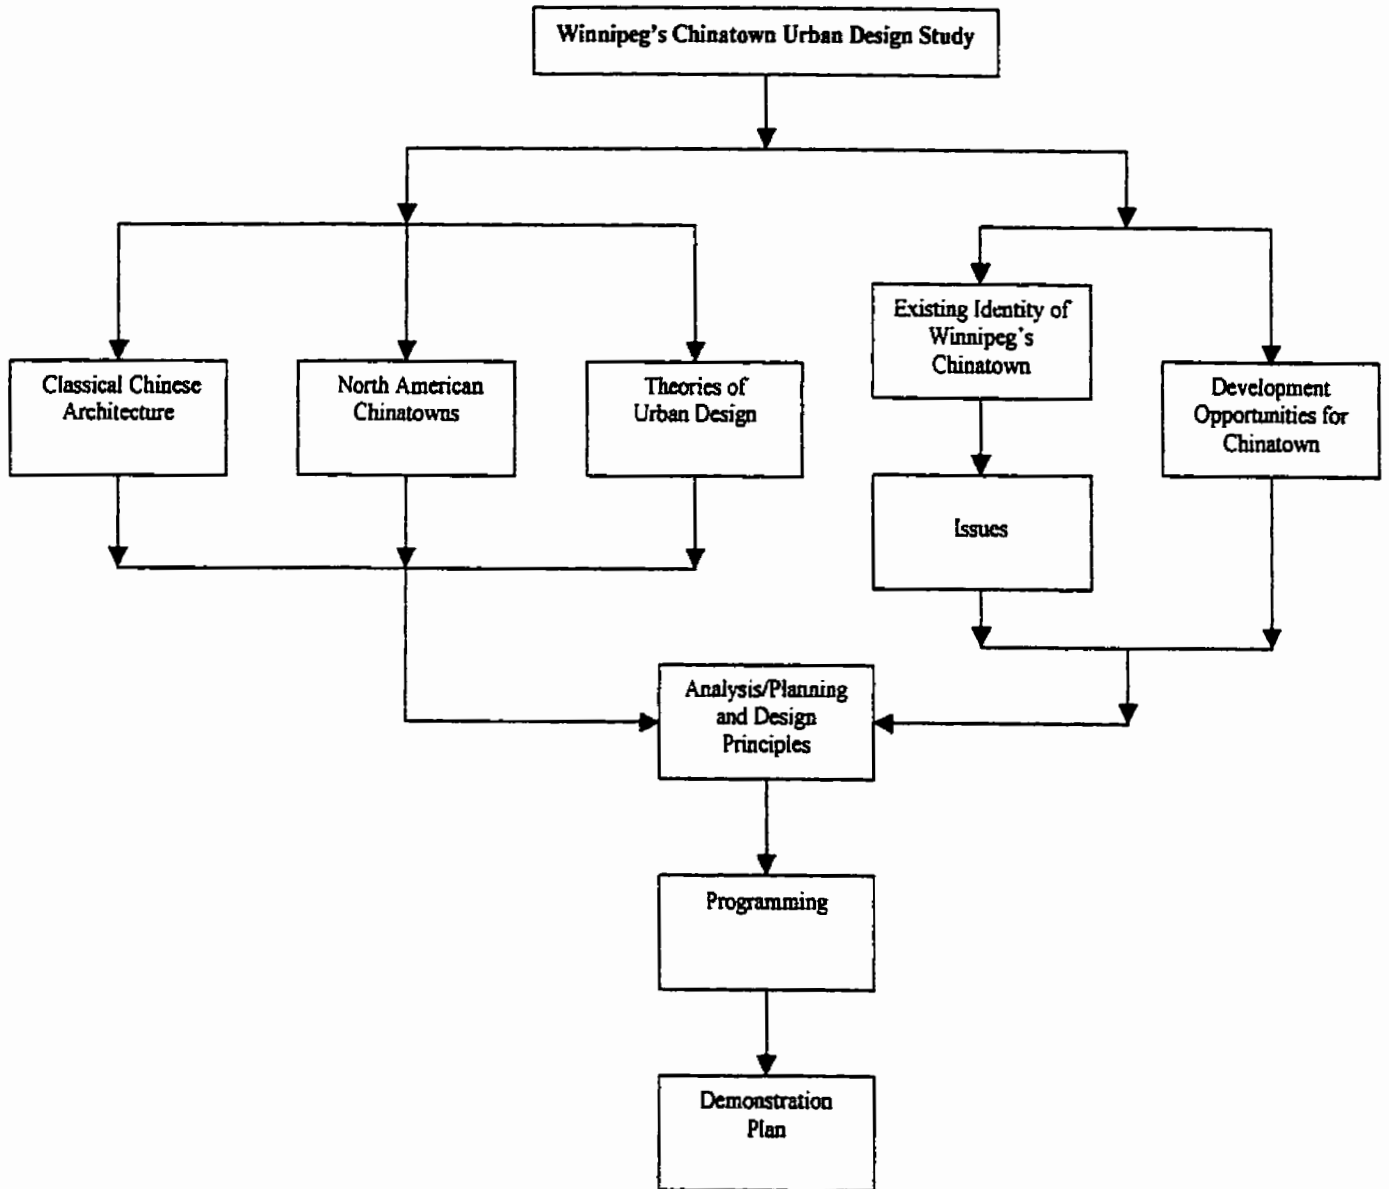 Winnipeg's Chinatown Urban Design Study
Classical Chinese
Architecture
North American
Chinatowns
Theories of
Urban Design
Existing Identity of
Winnipeg's
Chinatown
Development
Opportunities for
Chinatown
Issues
Analysis/Planning
and Design
Principles
Programming
Demonstration
Plan